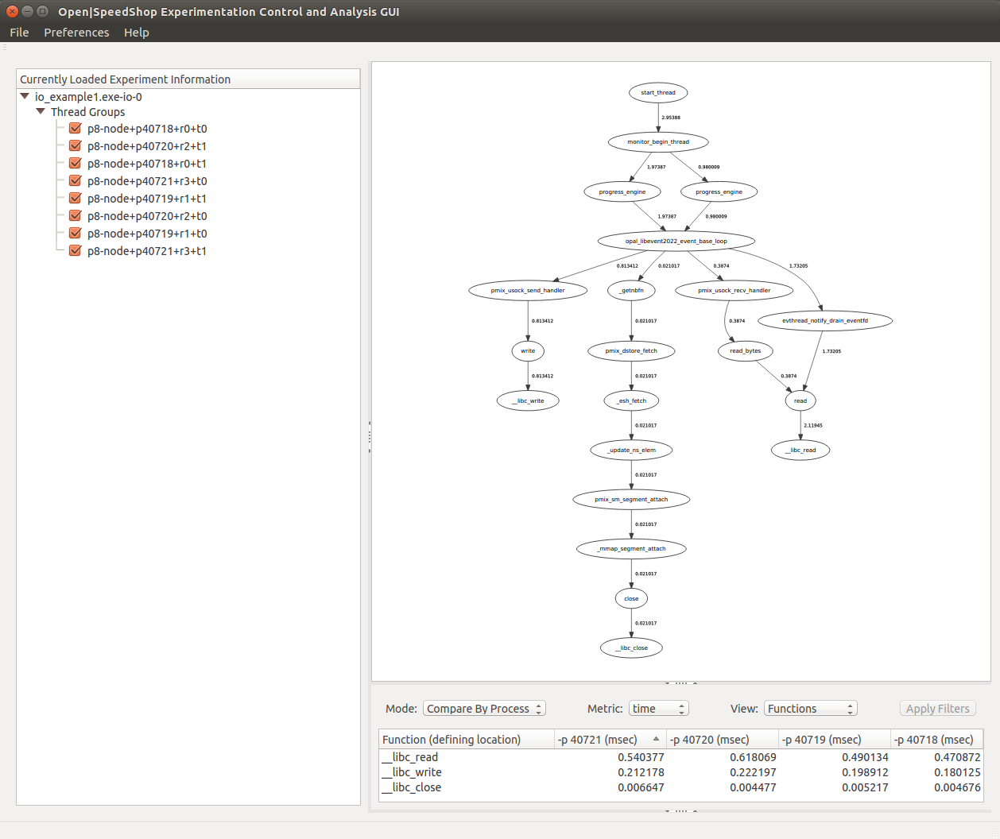 Open|SpeedShop Experimentation Control and Analysis GUI
File Preferences Help
Currently Loaded Experiment Information
io_example1.exe-io-0
Thread Groups
p8-node+p40718+r0+t0
p8-node+p40720+r2+t1
p8-node+p40718+r0+t1
p8-node+p40721+r3+t0
p8-node+p40719+r1+t1
p8-node+p40720+r2+t0
p8-node+p40719+r1+t0
p8-node+p40721+r3+t1
start_thread
2.95388
monitor_begin_thread
1.97387 0.980009
progress_engine progress_engine
1.97387 0.980009
opal_libevent2022_event_base_loop
0.813412 0.021017 0.3874 1.73205
pmix_usock_send_handler _getnbfn pmix_usock_recv_handler
evthread_notify_drain_eventfd
0.813412 0.021017 0.3874
write pmix_dstore_fetch read_bytes 1.73205
0.813412 0.021017 0.3874
__libc_write _esh_fetch read
0.021017 2.11945
_update_ns_elem __libc_read
0.021017
pmix_sm_segment_attach
0.021017
_mmap_segment_attach
0.021017
close
0.021017
__libc_close
Mode: Compare By Process Metric: time View: Functions Apply Filters
Function (defining location) -p 40721 (msec) -p 40720 (msec) -p 40719 (msec) -p 40718 (msec)
__libc_read 0.540377 0.618069 0.490134 0.470872
__libc_write 0.212178 0.222197 0.198912 0.180125
__libc_close 0.006647 0.004477 0.005217 0.004676